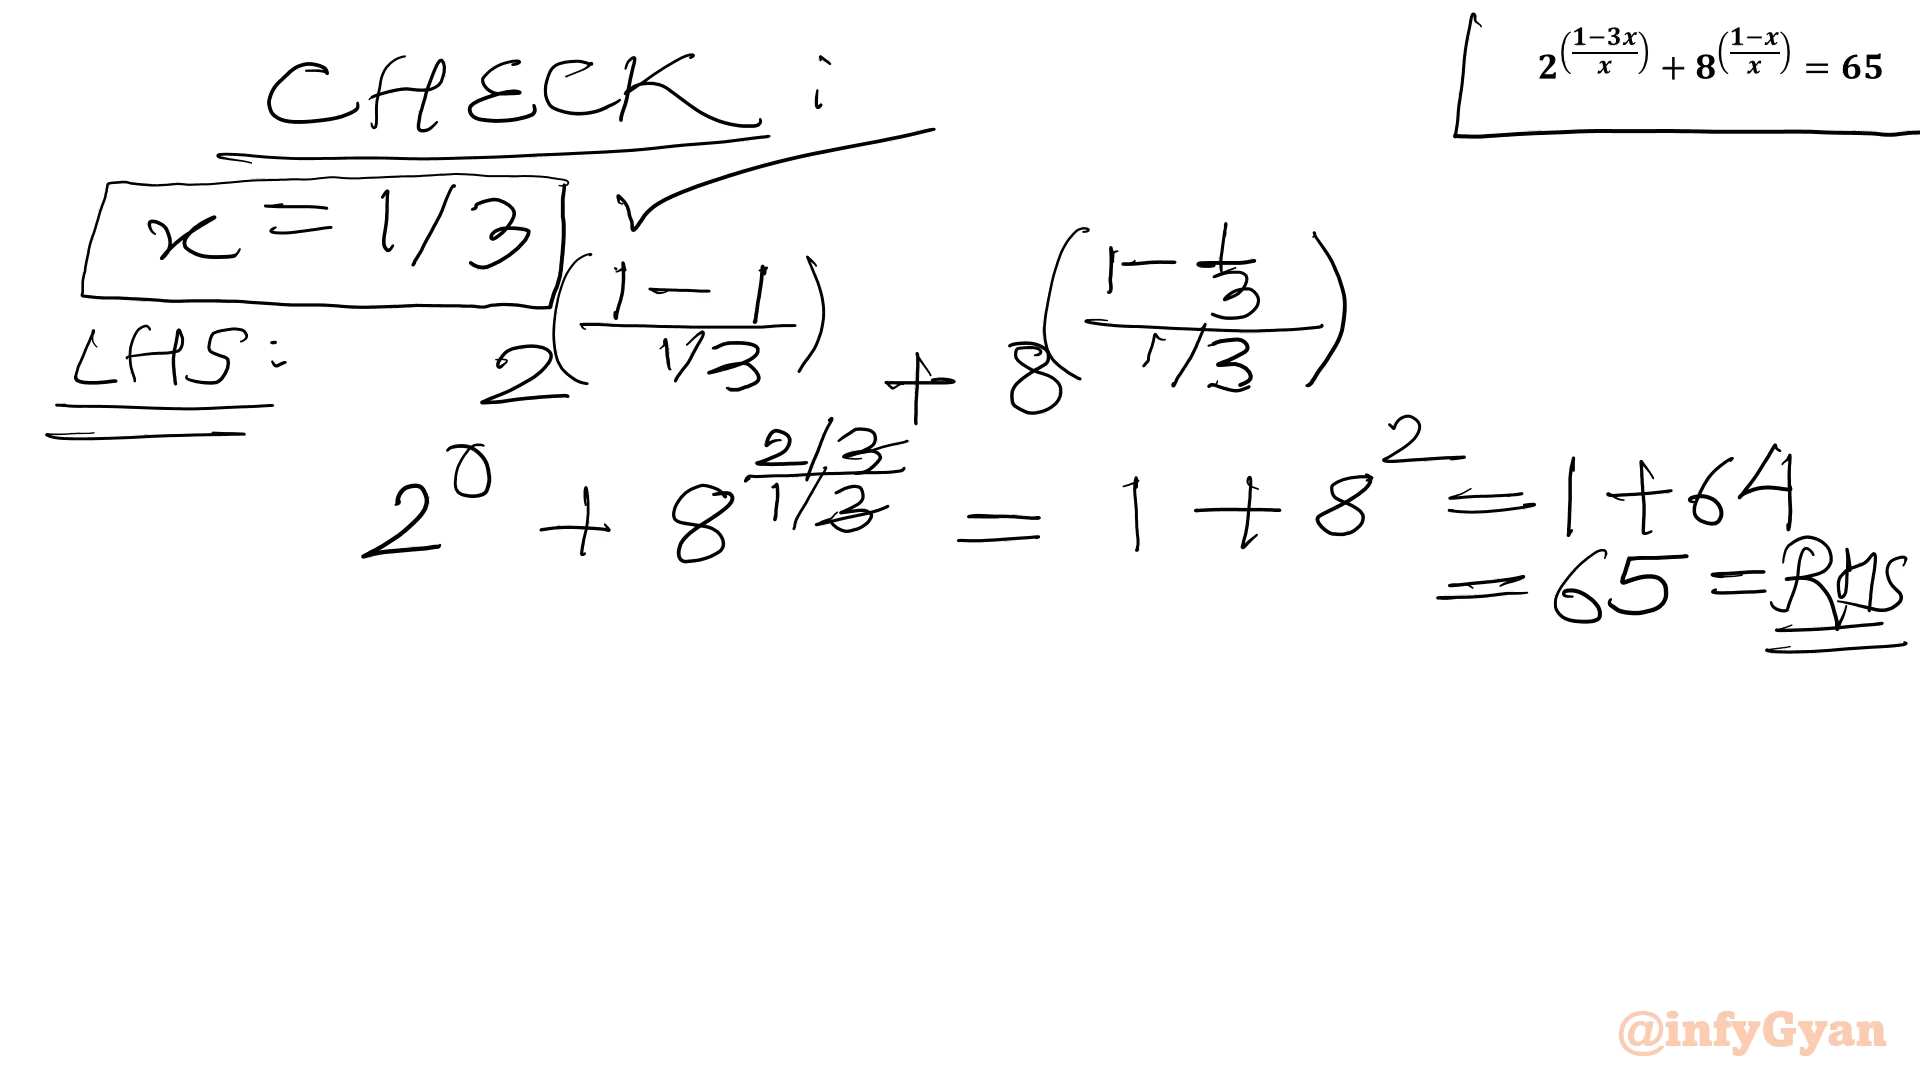 CHECK :
2^((1−3x)/x) + 8^((1−x)/x) = 65
x = 1/3 ✓
LHS: 2^((1−1)/(1/3)) + 8^((1−1/3)/(1/3))
2^0 + 8^((2/3)/(1/3)) = 1 + 8^2 = 1+64
= 65 = RHS
@infyGyan